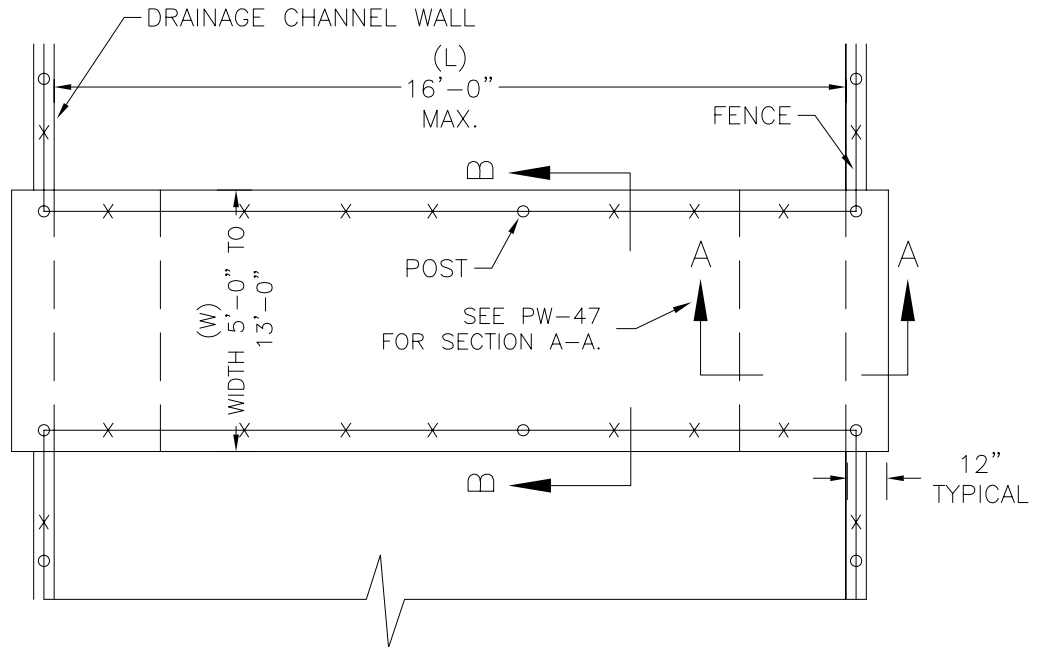 DRAINAGE CHANNEL WALL
(L)
16'-0"
MAX.
FENCE
B
POST
(W)
WIDTH 5'-0" TO
13'-0"
A
A
SEE PW-47
FOR SECTION A-A.
B
12"
TYPICAL